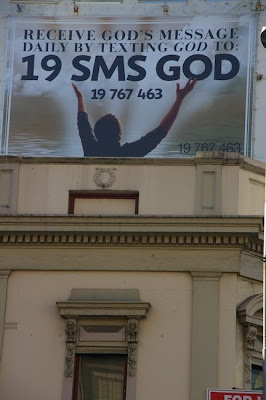 RECEIVE GOD'S MESSAGE
DAILY BY TEXTING GOD TO:
19 SMS GOD
19 767 463
19 767 463
FOR